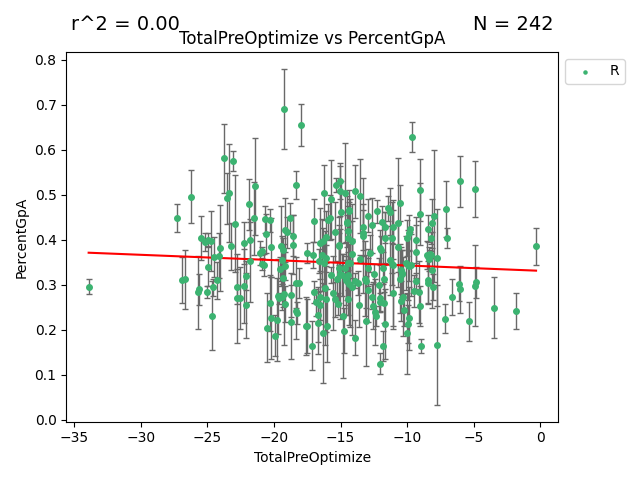 r^2 = 0.00
N = 242
TotalPreOptimize vs PercentGpA
R
0.8
0.7
0.6
0.5
0.4
0.3
0.2
0.1
0.0
PercentGpA
−35 −30 −25 −20 −15 −10 −5 0
TotalPreOptimize